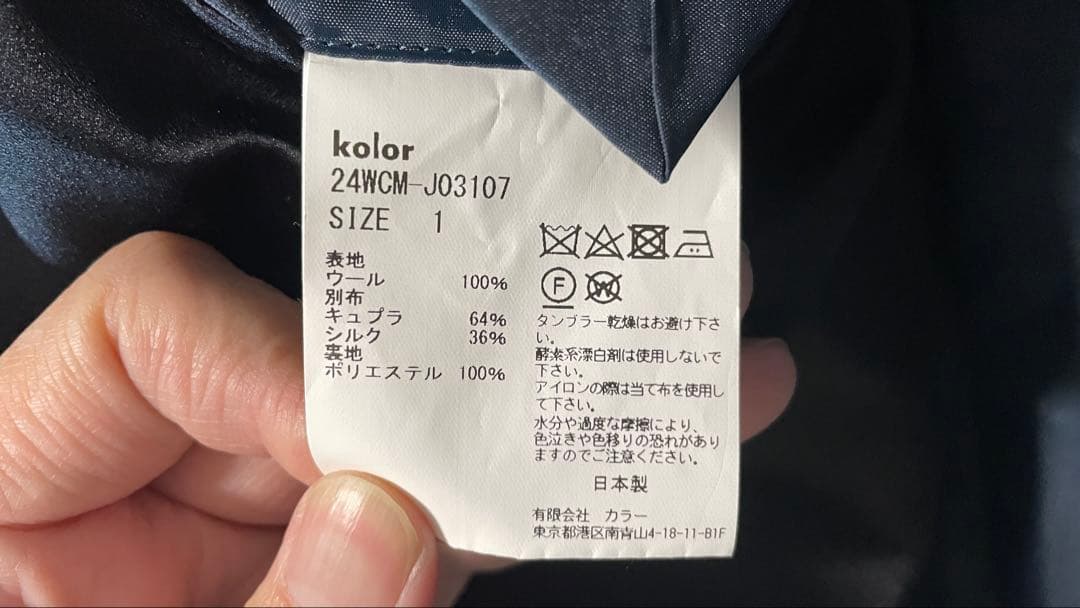 kolor
24WCM-J03107
SIZE 1
表地
ウール 100%
別布
キュプラ 64%
シルク 36%
裏地
ポリエステル 100%
F
W
タンブラー乾燥はお避け下さ
い。
酵素系漂白剤は使用しないで
下さい。
アイロンの際は当て布を使用し
て下さい。
水分や過度な摩擦により、
色泣きや色移りの恐れがあり
ますのでご注意ください。
日本製
有限会社 カラー
東京都港区南青山4-18-11-B1F